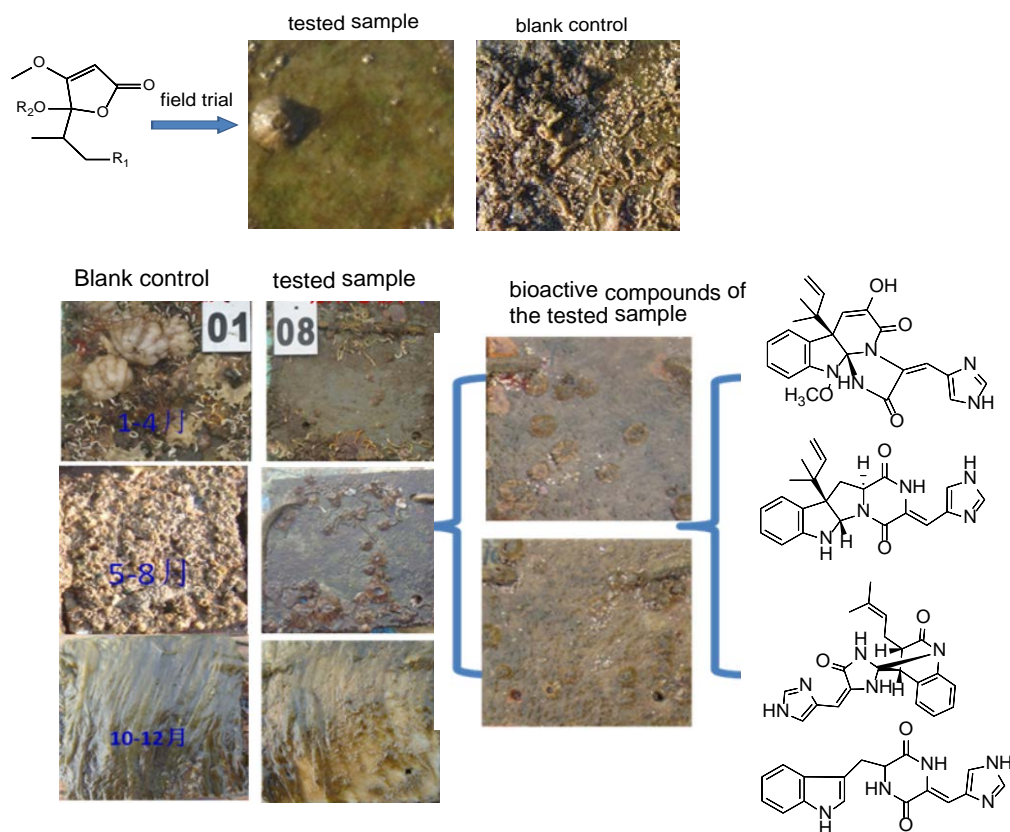 tested sample
blank control
O
O
O
R2O
R1
field trial
Blank control
tested sample
01
08
1-4月
5-8月
10-12月
bioactive compounds of
the tested sample
OH
O
N
N
HN
H3CO
O
N
NH
O
H
NH
N
N
H
H
O
H
N
O
N
H
N
O
H
N
H
H
N
HN
O
NH
HN
O
N
H
NH
N